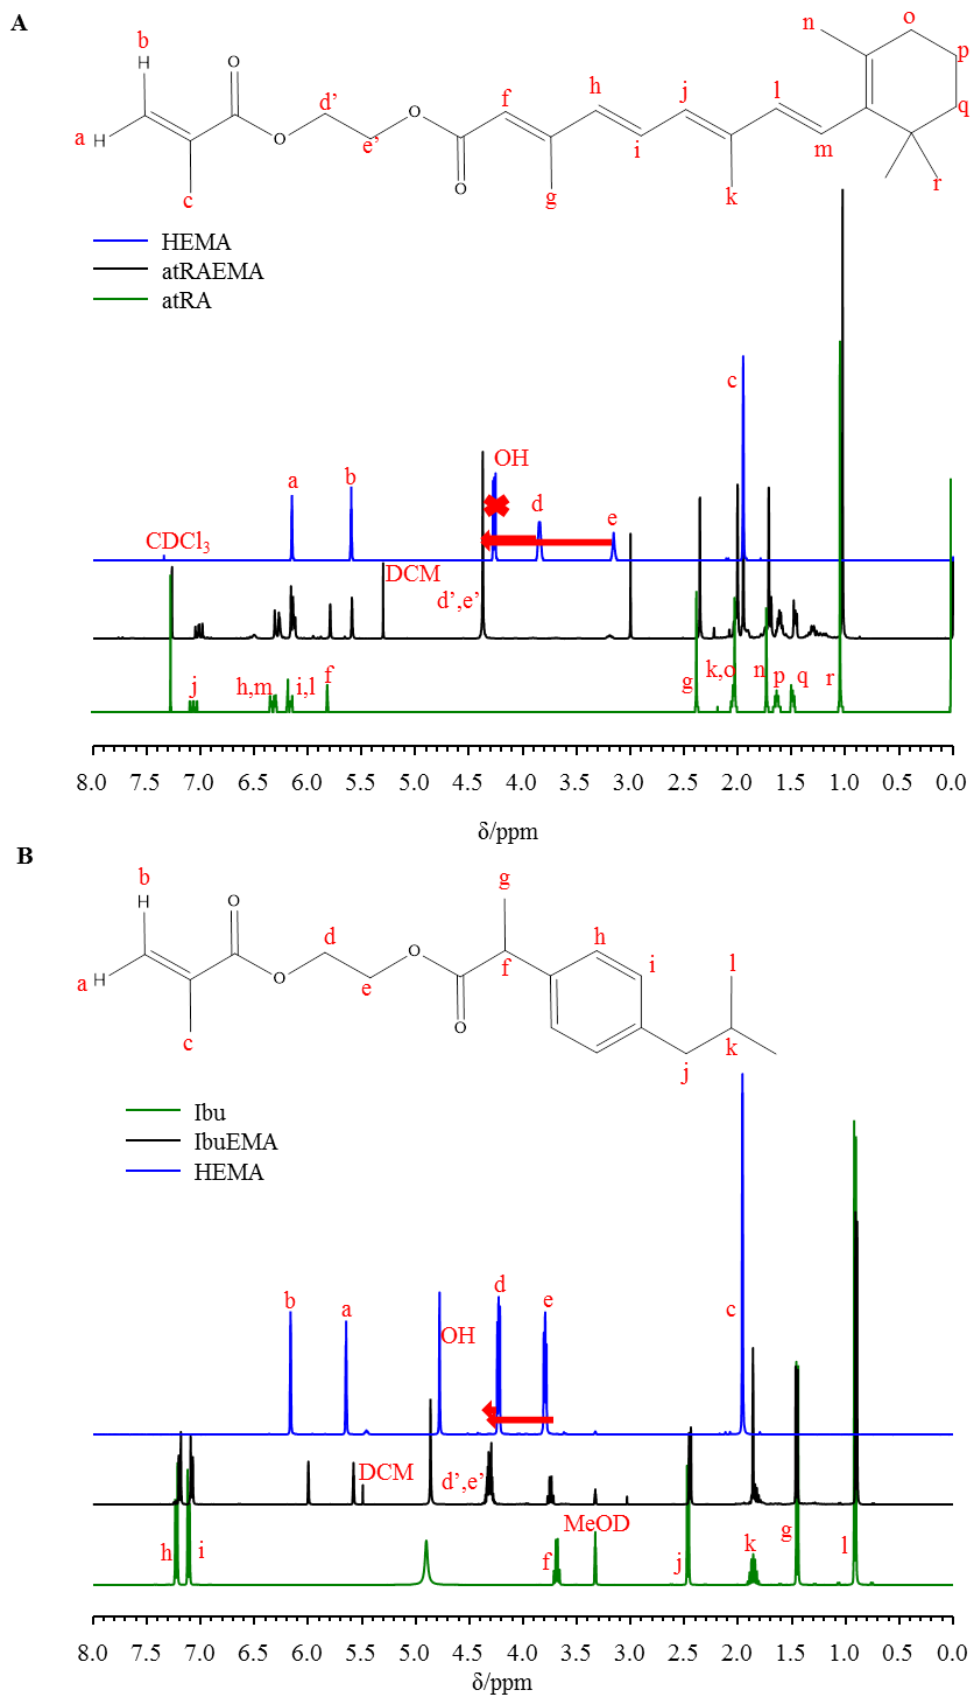 A
b
n
o
H
O
d'
O
h
j
l
p
f
a
H
O
e'
i
m
q
O
c
g
k
r
HEMA
atRAEMA
atRA
c
OH
a
b
d
e
CDCl3
DCM
d',e'
j
h,m
i,l
f
g
k,o
n
p
q
r
8.0 7.5 7.0 6.5 6.0 5.5 5.0 4.5 4.0 3.5 3.0 2.5 2.0 1.5 1.0 0.5 0.0
δ/ppm
B
b
g
H
O
d
O
h
f
i
l
a
H
O
e
O
c
k
j
Ibu
IbuEMA
HEMA
b
a
OH
d
e
c
DCM
d',e'
MeOD
h
i
f
j
k
g
l
8.0 7.5 7.0 6.5 6.0 5.5 5.0 4.5 4.0 3.5 3.0 2.5 2.0 1.5 1.0 0.5 0.0
δ/ppm